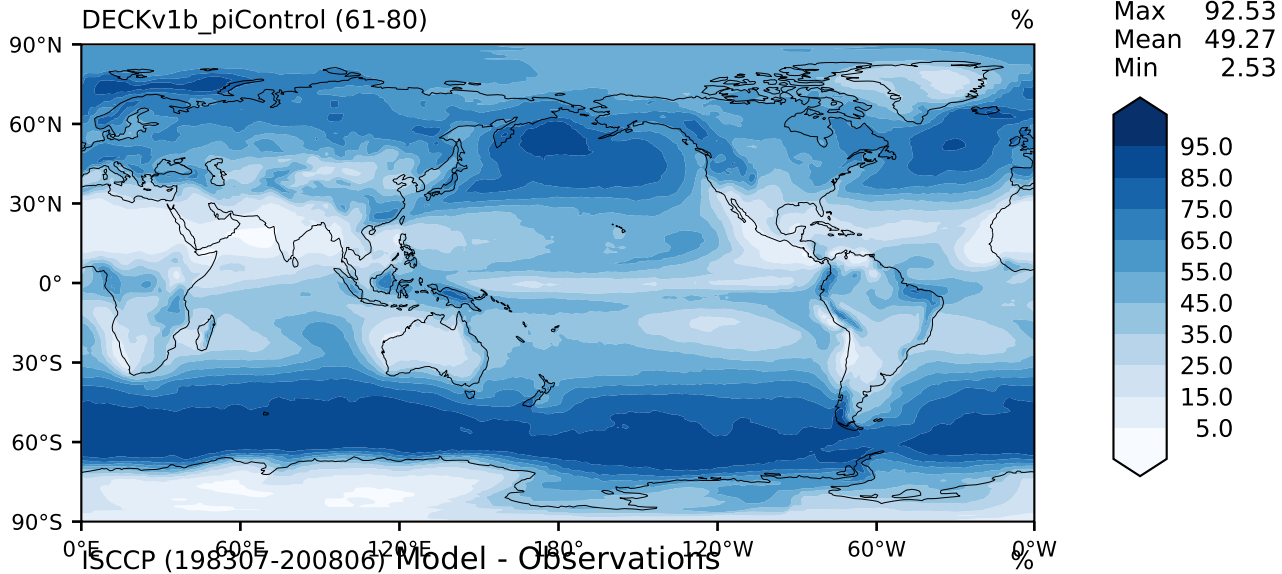 DECKv1b_piControl (61-80) %
Max 92.53
Mean 49.27
Min 2.53
90°N
60°N
30°N
0°
30°S
60°S
90°S
95.0
85.0
75.0
65.0
55.0
45.0
35.0
25.0
15.0
5.0
0°E 60°E 120°E 180° 120°W 60°W 0°W
ISCCP (198307-200806) Model - Observations %